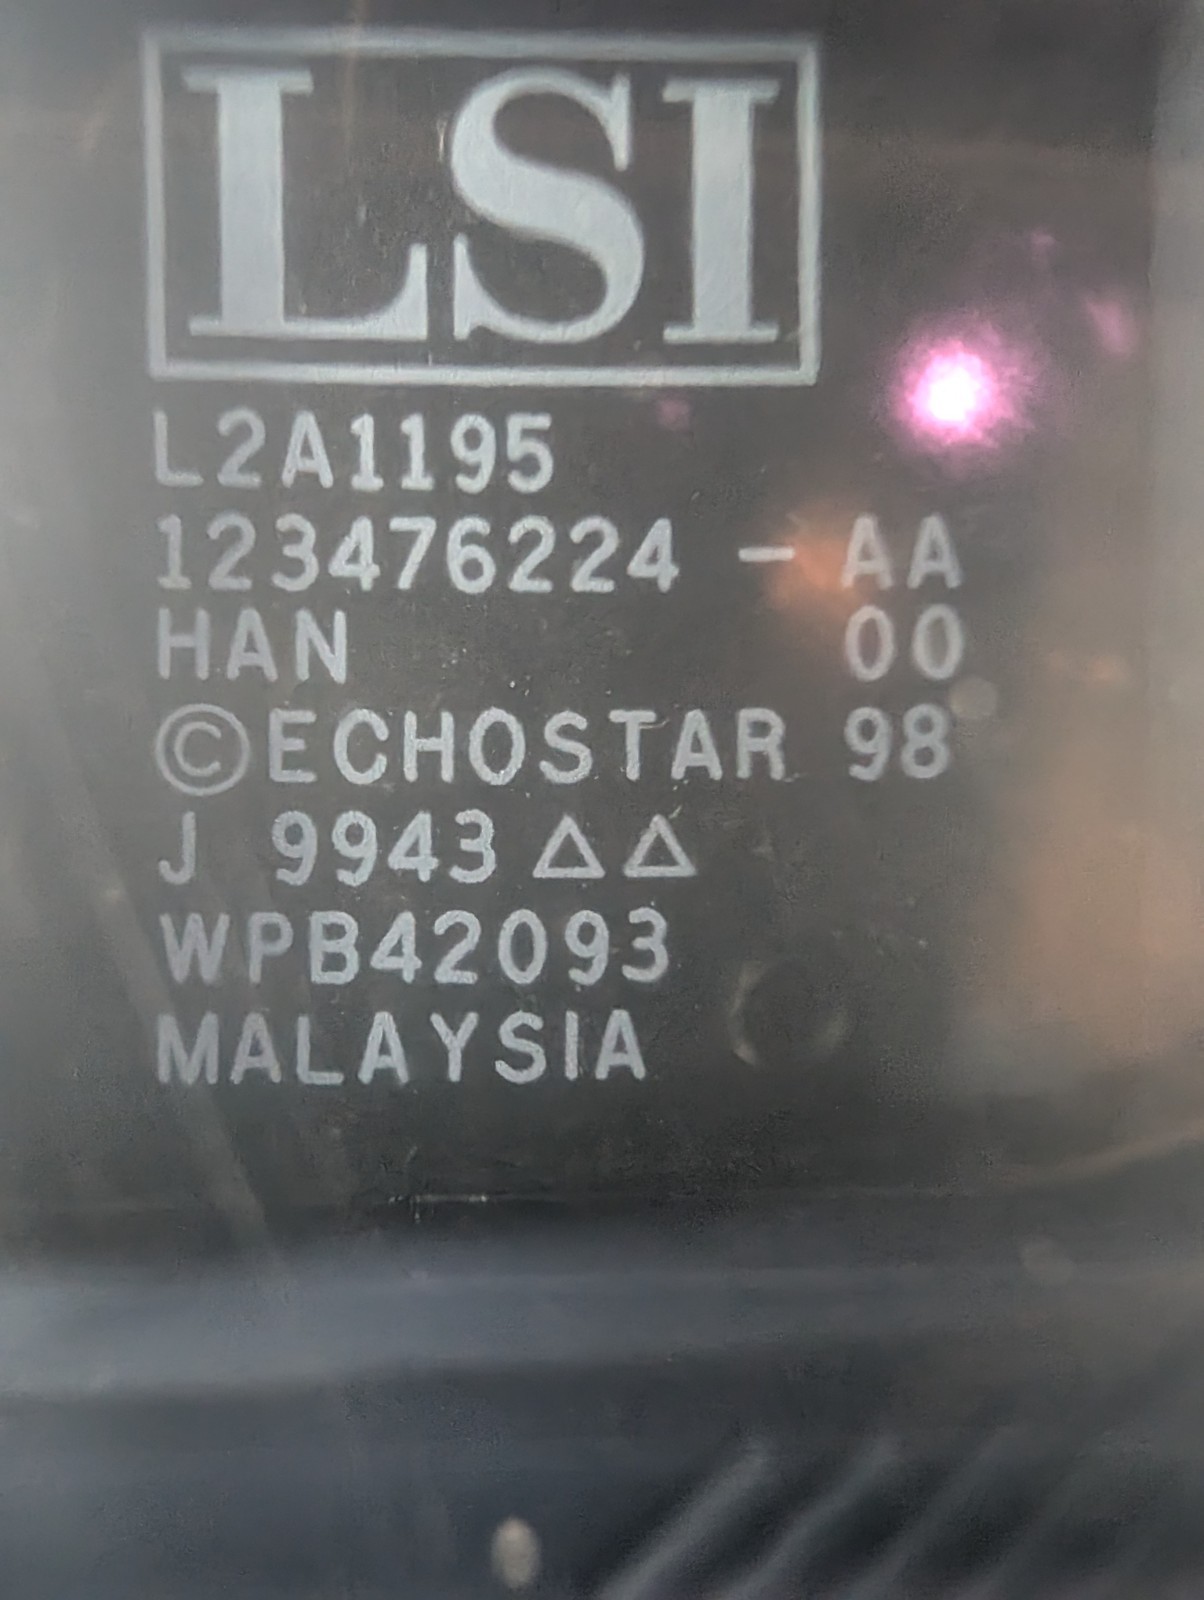 LSI
L2A1195
123476224 - AA
HAN 00
©ECHOSTAR 98
J 9943 △△
WPB42093
MALAYSIA